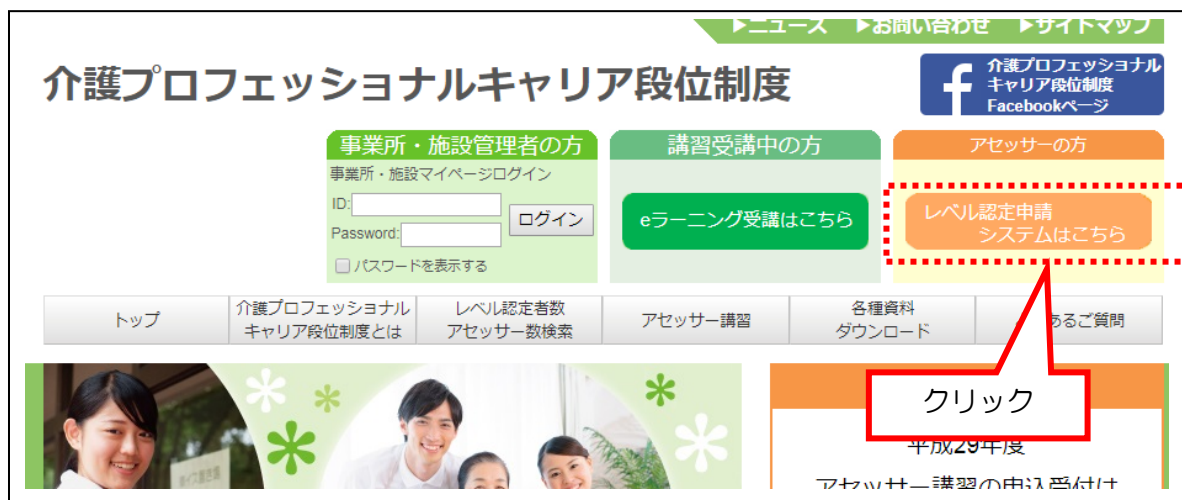 ▶ニュース ▶お問い合わせ ▶サイトマップ
介護プロフェッショナルキャリア段位制度
介護プロフェッショナル
キャリア段位制度
Facebookページ
事業所・施設管理者の方
事業所・施設マイページログイン
ID:
Password:
ログイン
パスワードを表示する
講習受講中の方
eラーニング受講はこちら
アセッサーの方
レベル認定申請
システムはこちら
トップ
介護プロフェッショナル
キャリア段位制度とは
レベル認定者数
アセッサー数検索
アセッサー講習
各種資料
ダウンロード
あるご質問
クリック
平成29年度
アセッサー講習の申込受付は